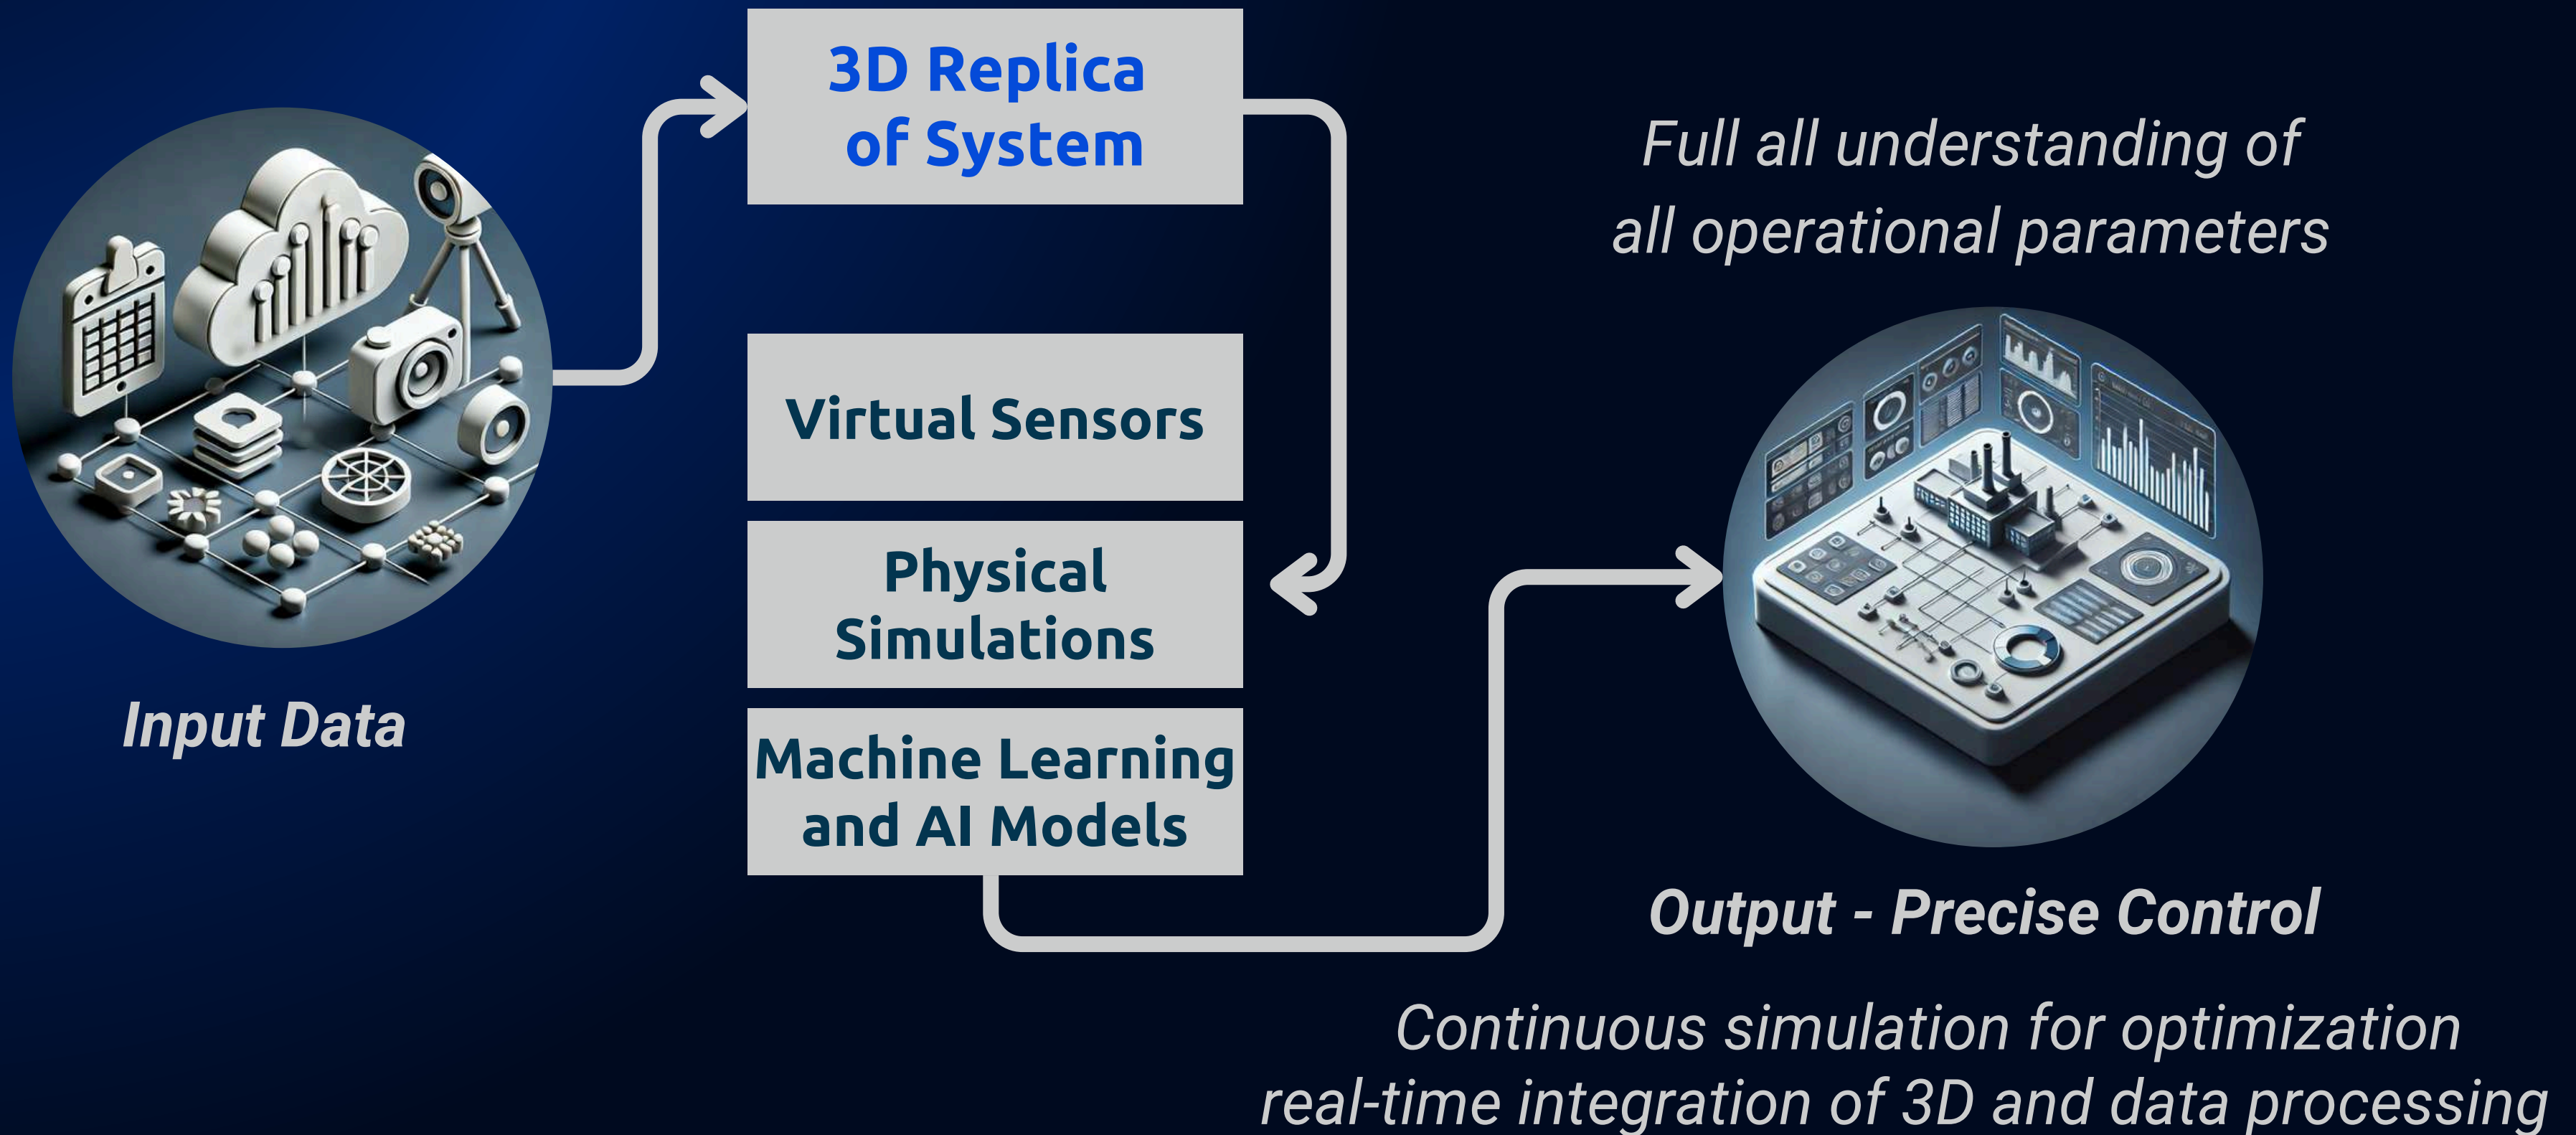 3D Replica
of System
Virtual Sensors
Physical
Simulations
Machine Learning
and AI Models
Input Data
Full all understanding of
all operational parameters
Output - Precise Control
Continuous simulation for optimization
real-time integration of 3D and data processing